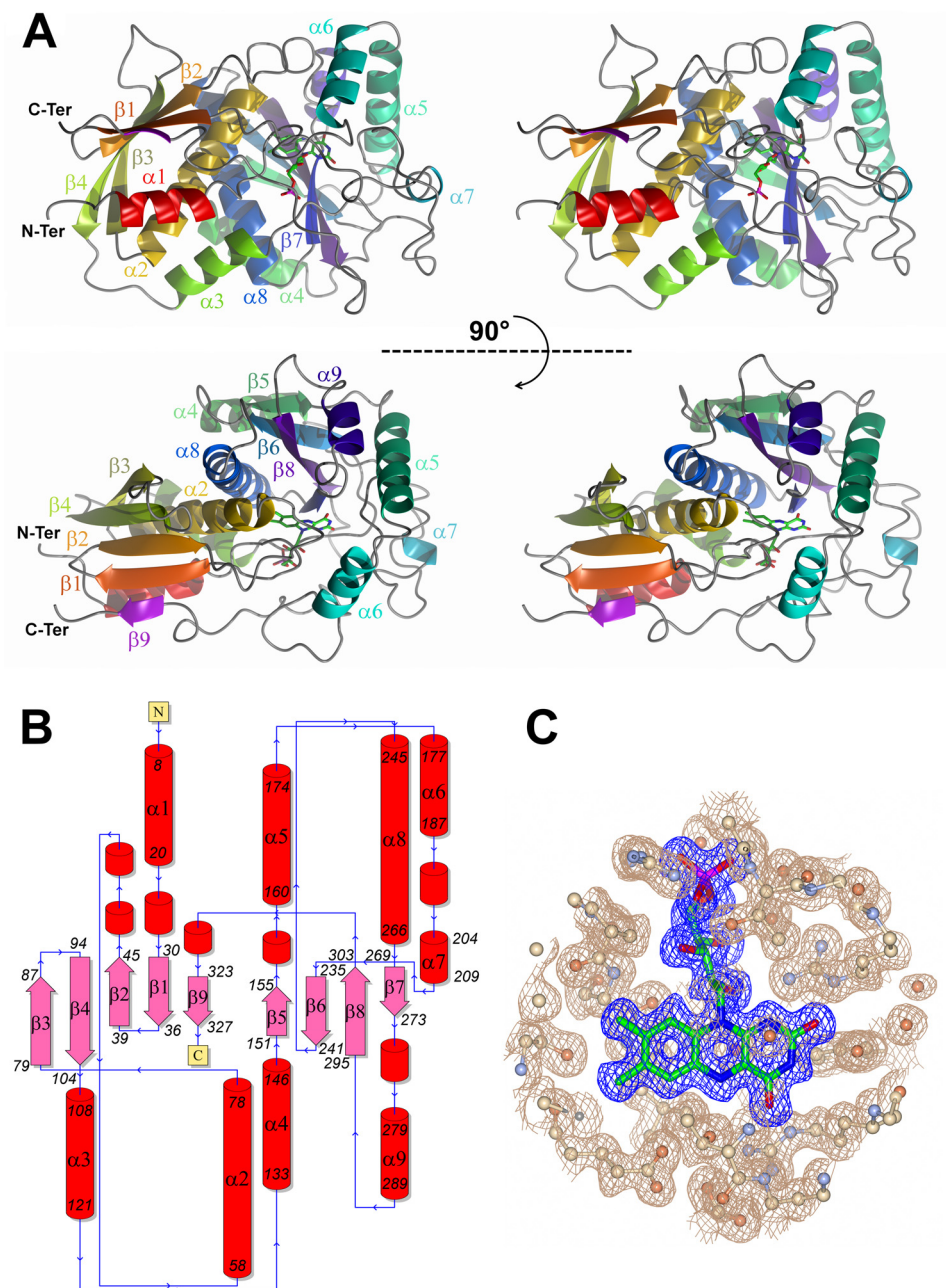 A
α6
β2
C-Ter
β1
α5
β3
β4
α1
α7
N-Ter
β7
α2
α3
α8
α4
90°
β5
α9
α4
β3
α8
β6
β8
α5
β4
α2
N-Ter
α7
β2
β1
α6
C-Ter
β9
B
C
N
8
α1
20
174
α5
160
245
α8
266
177
α6
187
204
α7
209
94
87
β3
79
β4
104
45
β2
39
30
β1
36
323
β9
327
C
155
β5
151
235
β6
241
303
β8
295
269
β7
273
108
α3
121
78
α2
58
146
α4
133
279
α9
289